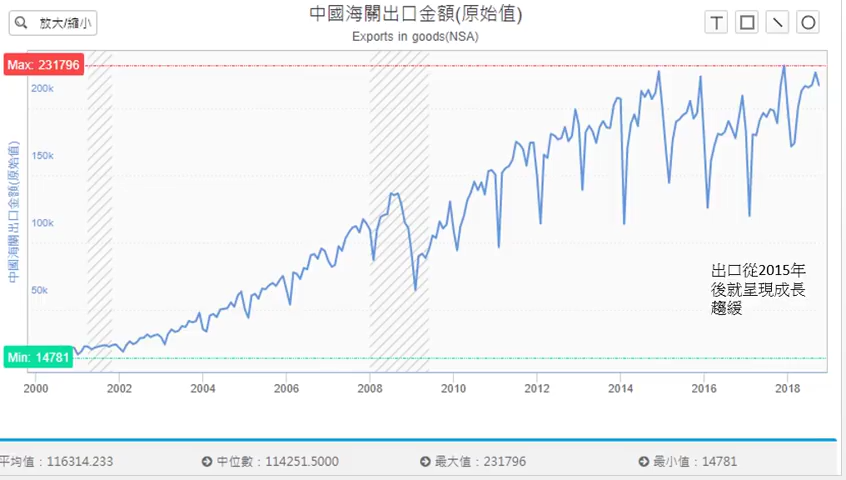 放大/縮小
中國海關出口金額(原始值)
Exports in goods(NSA)
T
Max: 231796
200k
150k
100k
50k
中國海關出口金額(原始值)
出口從2015年
後就呈現成長
趨緩
Min: 14781
2000 2002 2004 2006 2008 2010 2012 2014 2016 2018
平均值：116314.233 中位數：114251.5000 最大值：231796 最小值：14781